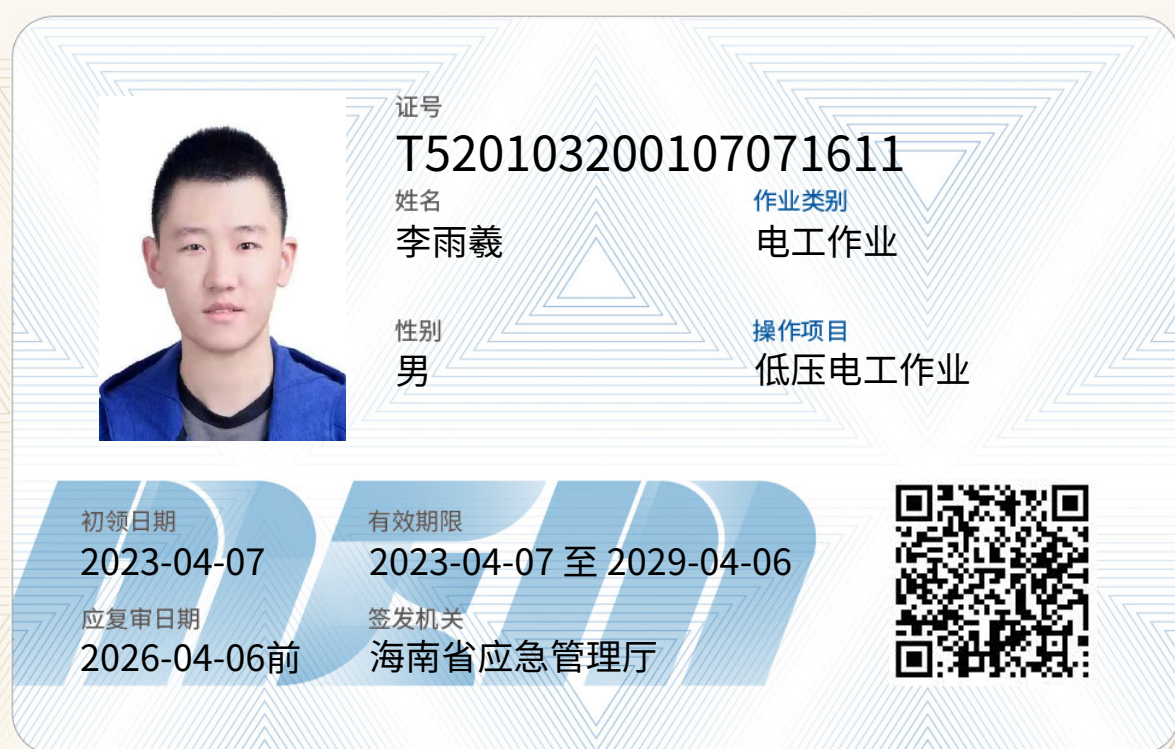 证号
T520103200107071611
姓名
李雨羲
作业类别
电工作业
性别
男
操作项目
低压电工作业
初领日期
2023-04-07
有效期限
2023-04-07 至 2029-04-06
应复审日期
2026-04-06前
签发机关
海南省应急管理厅